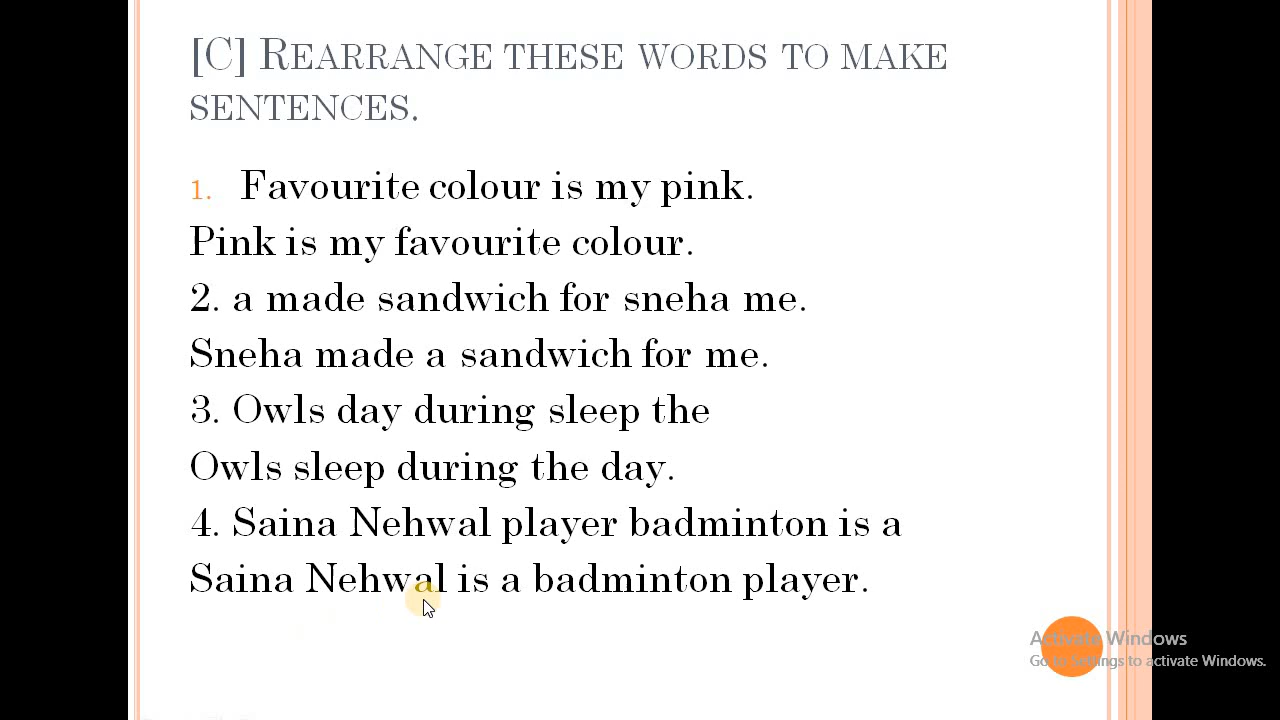 [C] REARRANGE THESE WORDS TO MAKE
SENTENCES.
1. Favourite colour is my pink.
Pink is my favourite colour.
2. a made sandwich for sneha me.
Sneha made a sandwich for me.
3. Owls day during sleep the
Owls sleep during the day.
4. Saina Nehwal player badminton is a
Saina Nehwal is a badminton player.
Activate Windows
Go to Settings to activate Windows.